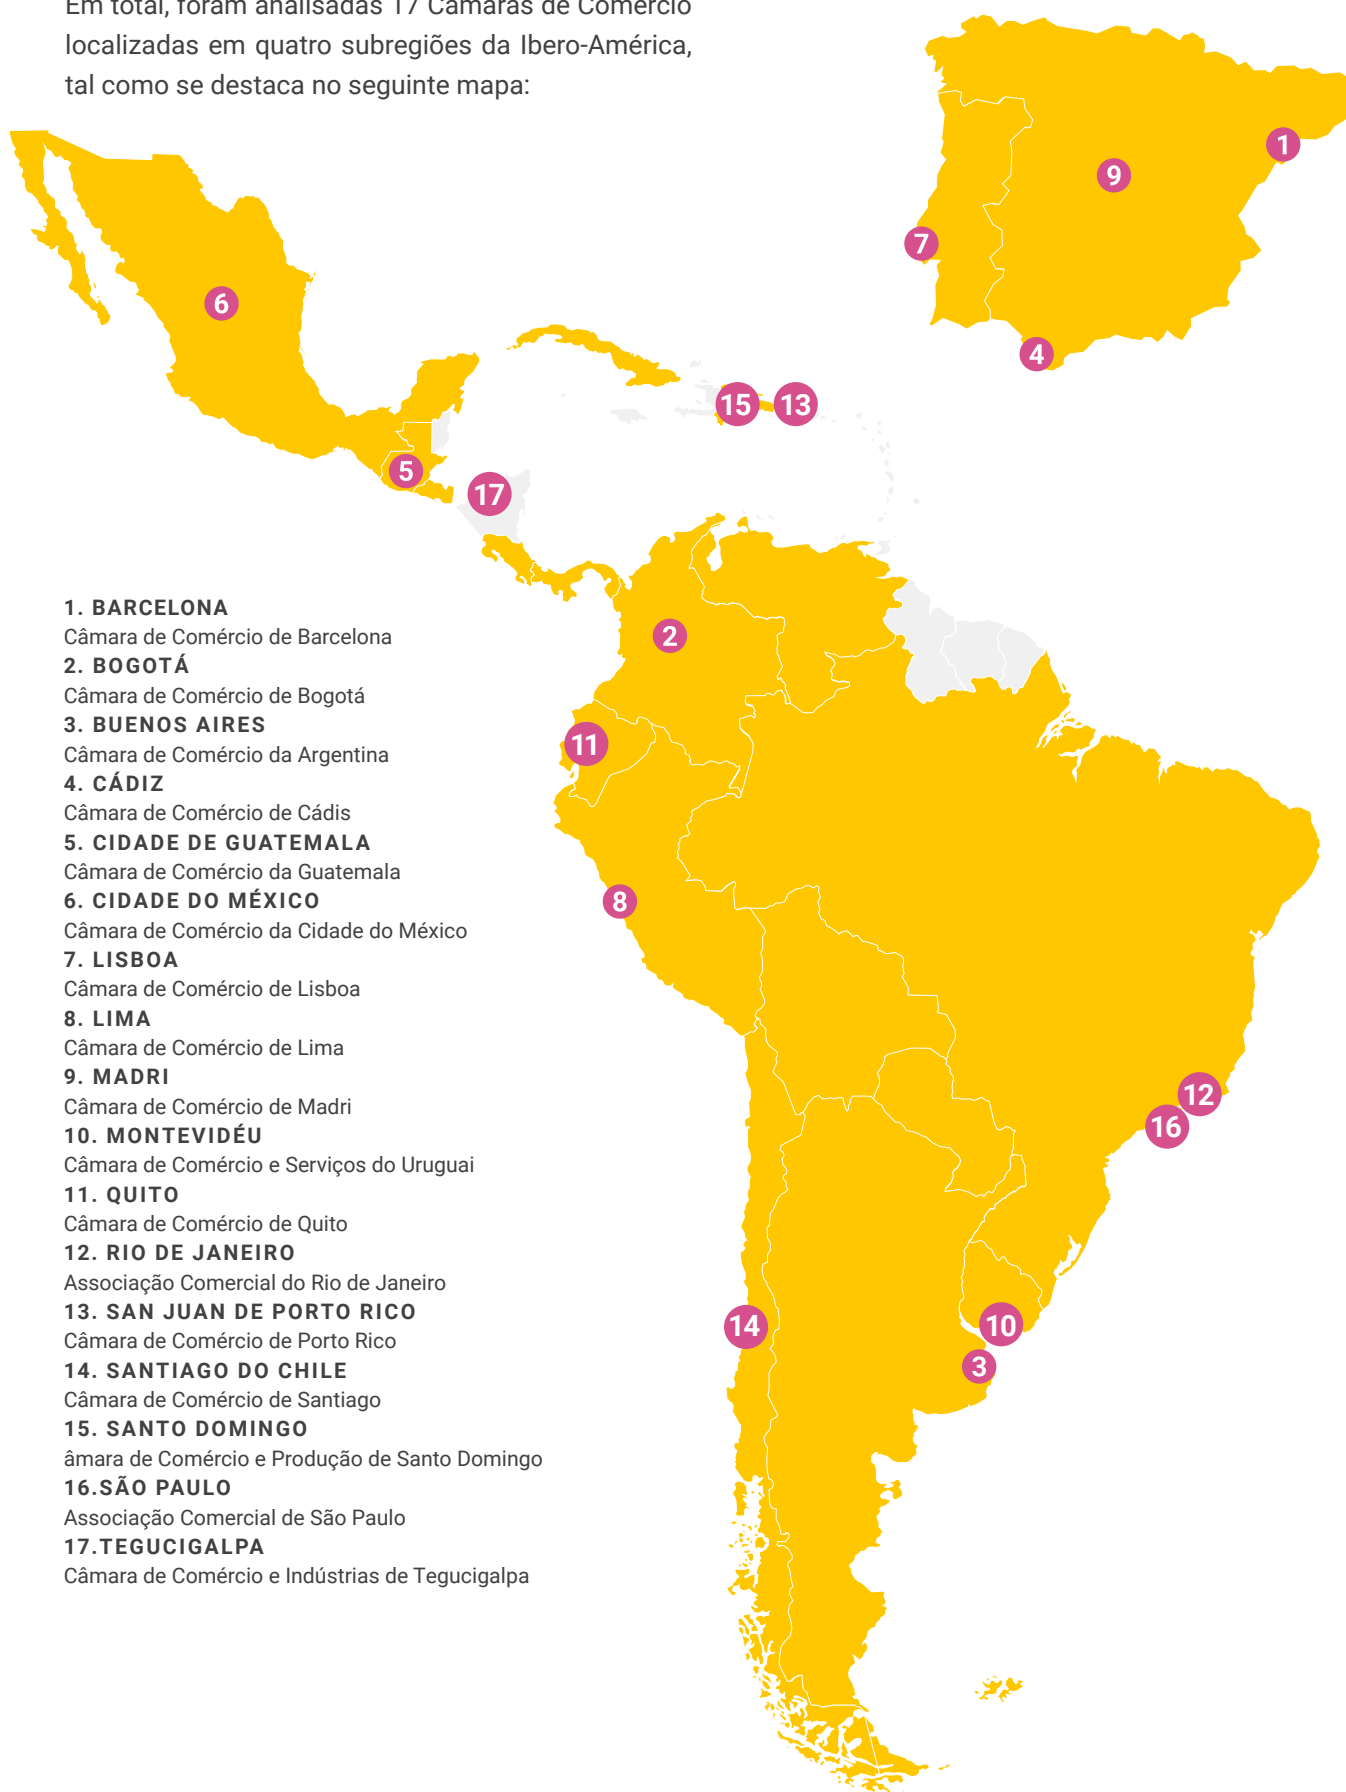 Em total, foram analisadas 17 Câmaras de Comércio
localizadas em quatro subregiões da Ibero-América,
tal como se destaca no seguinte mapa:
1
9
7
6
4
15
13
5
17
2
11
8
12
16
14
10
3
1. BARCELONA
Câmara de Comércio de Barcelona
2. BOGOTÁ
Câmara de Comércio de Bogotá
3. BUENOS AIRES
Câmara de Comércio da Argentina
4. CÁDIZ
Câmara de Comércio de Cádis
5. CIDADE DE GUATEMALA
Câmara de Comércio da Guatemala
6. CIDADE DO MÉXICO
Câmara de Comércio da Cidade do México
7. LISBOA
Câmara de Comércio de Lisboa
8. LIMA
Câmara de Comércio de Lima
9. MADRI
Câmara de Comércio de Madri
10. MONTEVIDÉU
Câmara de Comércio e Serviços do Uruguai
11. QUITO
Câmara de Comércio de Quito
12. RIO DE JANEIRO
Associação Comercial do Rio de Janeiro
13. SAN JUAN DE PORTO RICO
Câmara de Comércio de Porto Rico
14. SANTIAGO DO CHILE
Câmara de Comércio de Santiago
15. SANTO DOMINGO
âmara de Comércio e Produção de Santo Domingo
16.SÃO PAULO
Associação Comercial de São Paulo
17.TEGUCIGALPA
Câmara de Comércio e Indústrias de Tegucigalpa